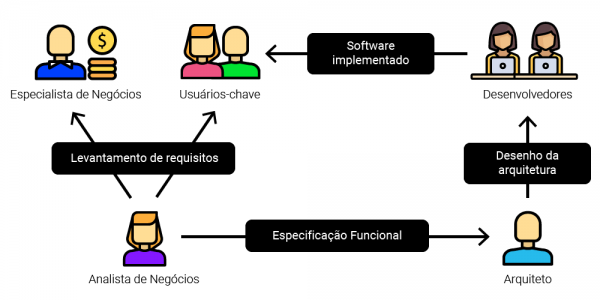 Software
implementado
$
Especialista de Negócios
Usuários-chave
Desenvolvedores
Levantamento de requisitos
Desenho da
arquitetura
Especificação Funcional
Analista de Negócios
Arquiteto